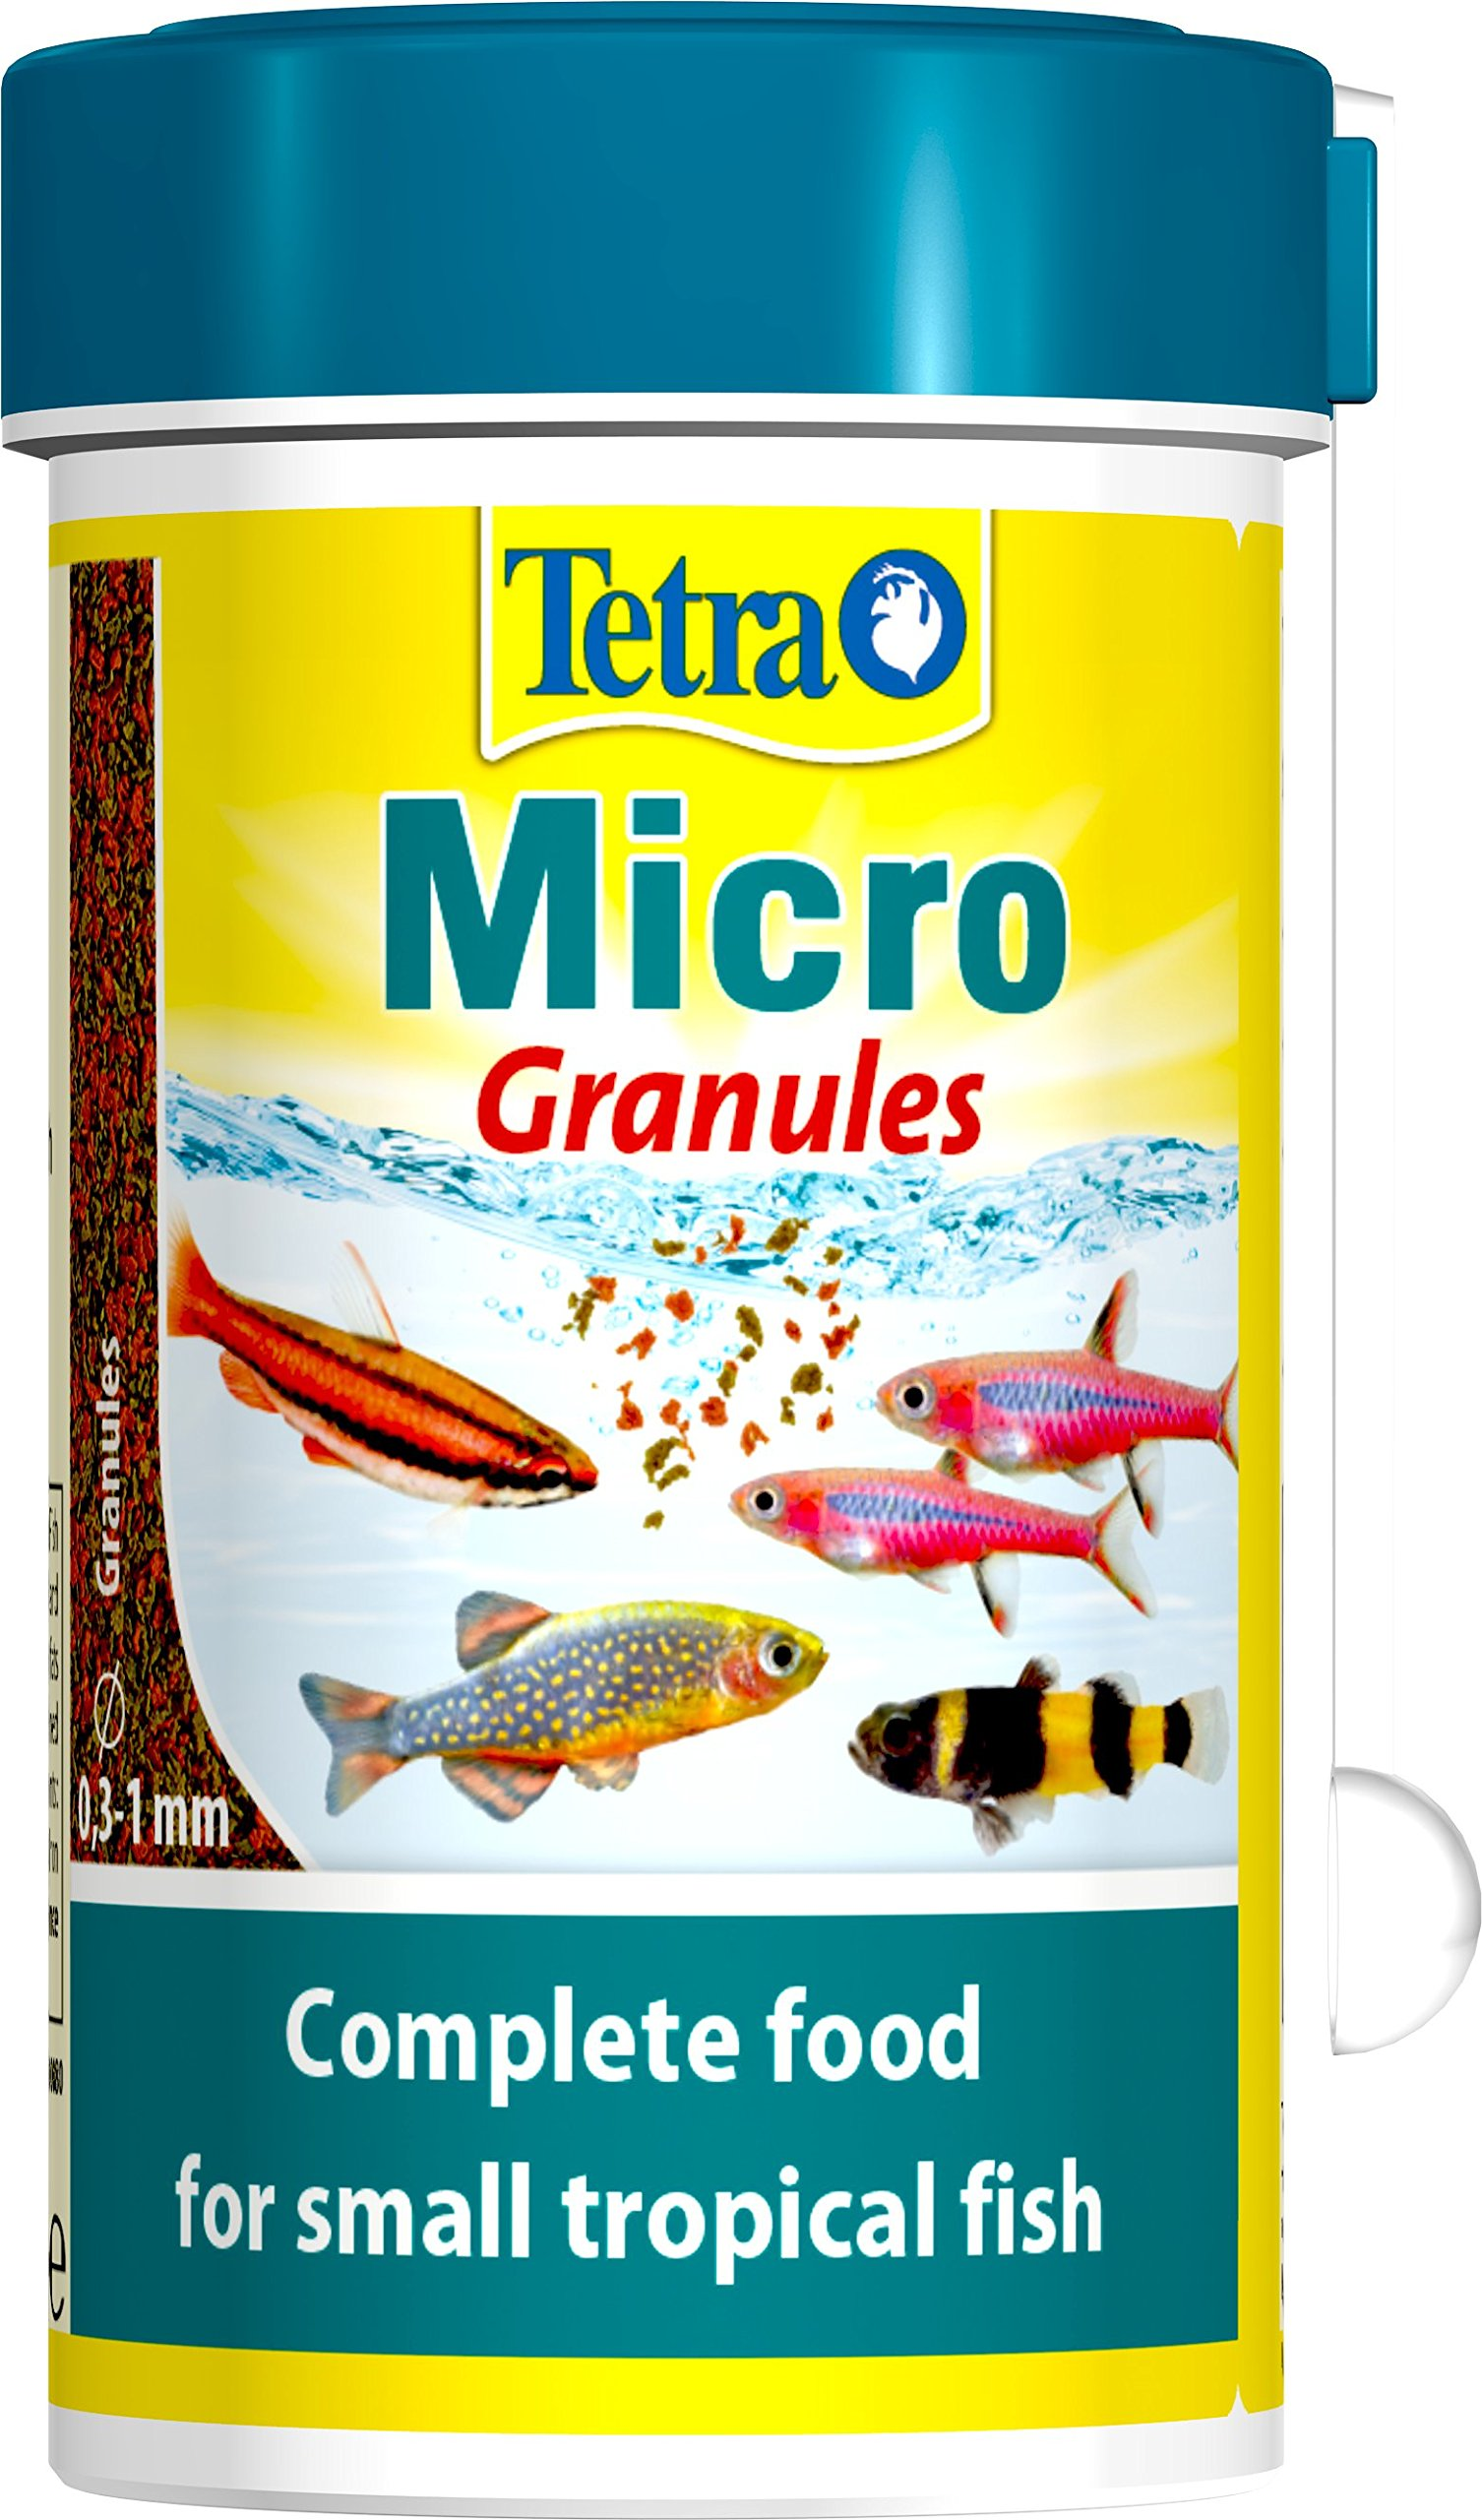 Tetra
Micro
Granules
Granules
0,3-1 mm
Complete food
for small tropical fish
e